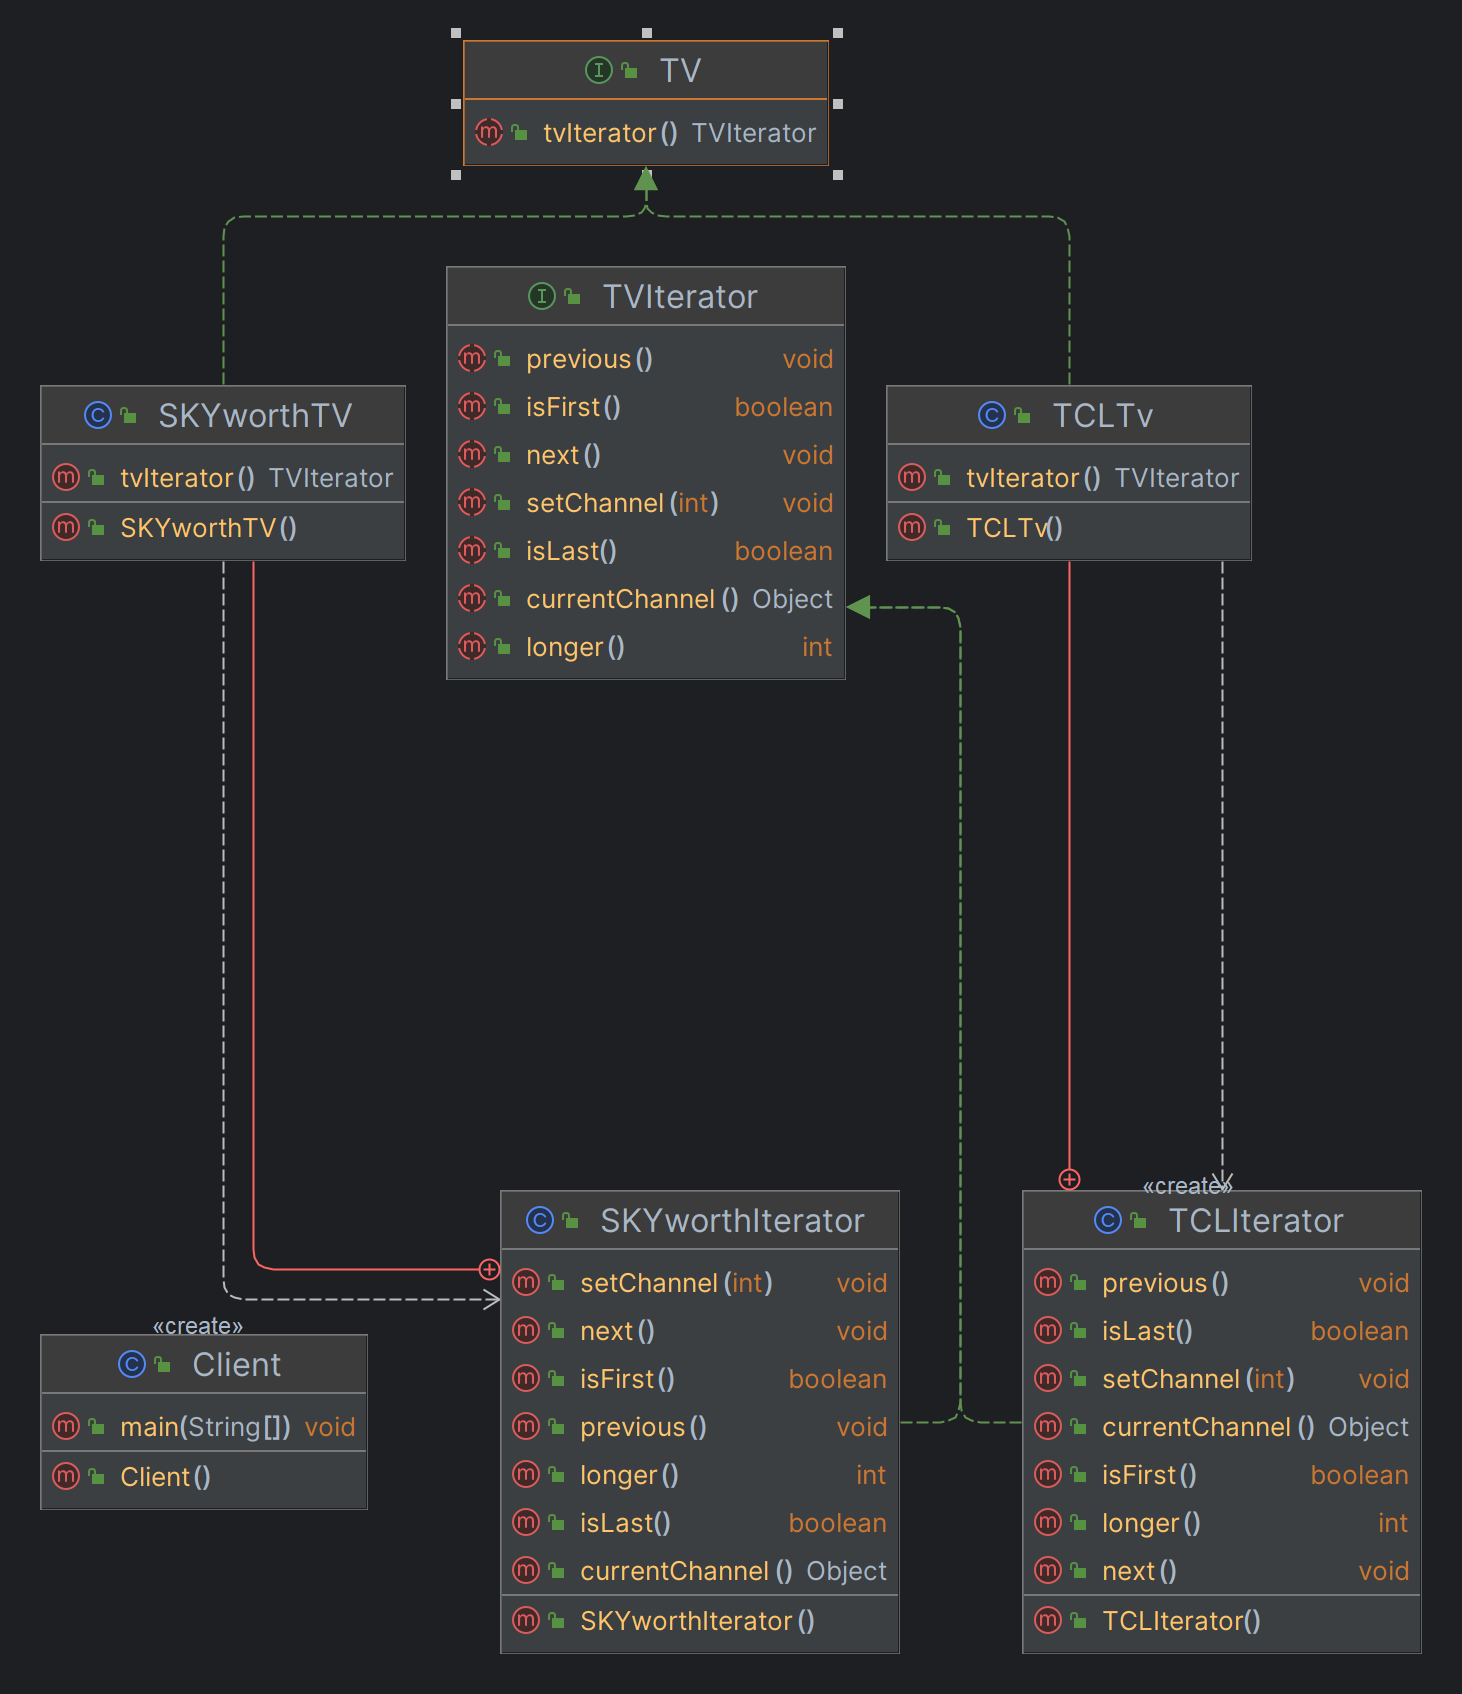 TV
tvIterator() TVIterator
TVIterator
previous() void
isFirst() boolean
next() void
setChannel(int) void
isLast() boolean
currentChannel() Object
longer() int
SKYworthTV
tvIterator() TVIterator
SKYworthTV()
TCLTv
tvIterator() TVIterator
TCLTv()
«create»
Client
main(String[]) void
Client()
SKYworthIterator
setChannel(int) void
next() void
isFirst() boolean
previous() void
longer() int
isLast() boolean
currentChannel() Object
SKYworthIterator()
«create»
TCLIterator
previous() void
isLast() boolean
setChannel(int) void
currentChannel() Object
isFirst() boolean
longer() int
next() void
TCLIterator()